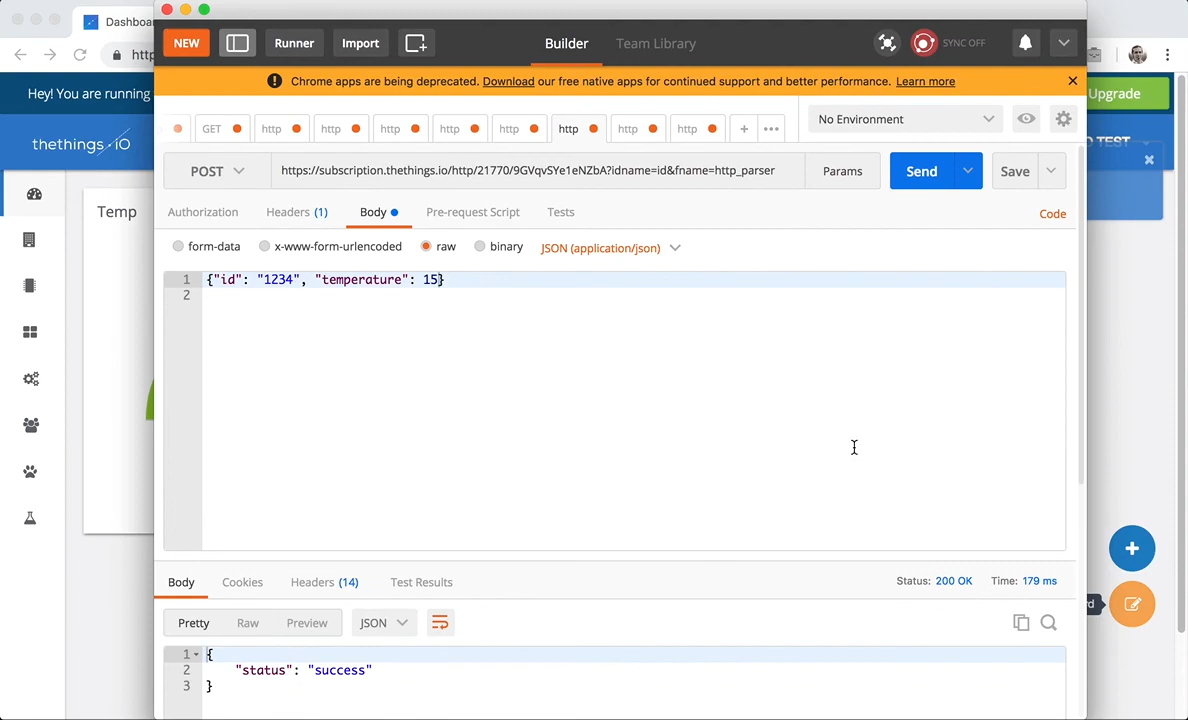 Dashboa
NEW
Runner
Import
Builder
Team Library
SYNC OFF
http
Chrome apps are being deprecated. Download our free native apps for continued support and better performance. Learn more
Hey! You are running
Upgrade
GET
http
http
http
http
http
http
http
http
No Environment
thethings.iO
O TEST
POST
https://subscription.thethings.io/http/21770/9GVqvSYe1eNZbA?idname=id&fname=http_parser
Params
Send
Save
Temp
Authorization
Headers (1)
Body
Pre-request Script
Tests
Code
form-data
x-www-form-urlencoded
raw
binary
JSON (application/json)
1
{"id": "1234", "temperature": 15}
2
Body
Cookies
Headers (14)
Test Results
Status: 200 OK
Time: 179 ms
rd
Pretty
Raw
Preview
JSON
1
{
2
"status": "success"
3
}